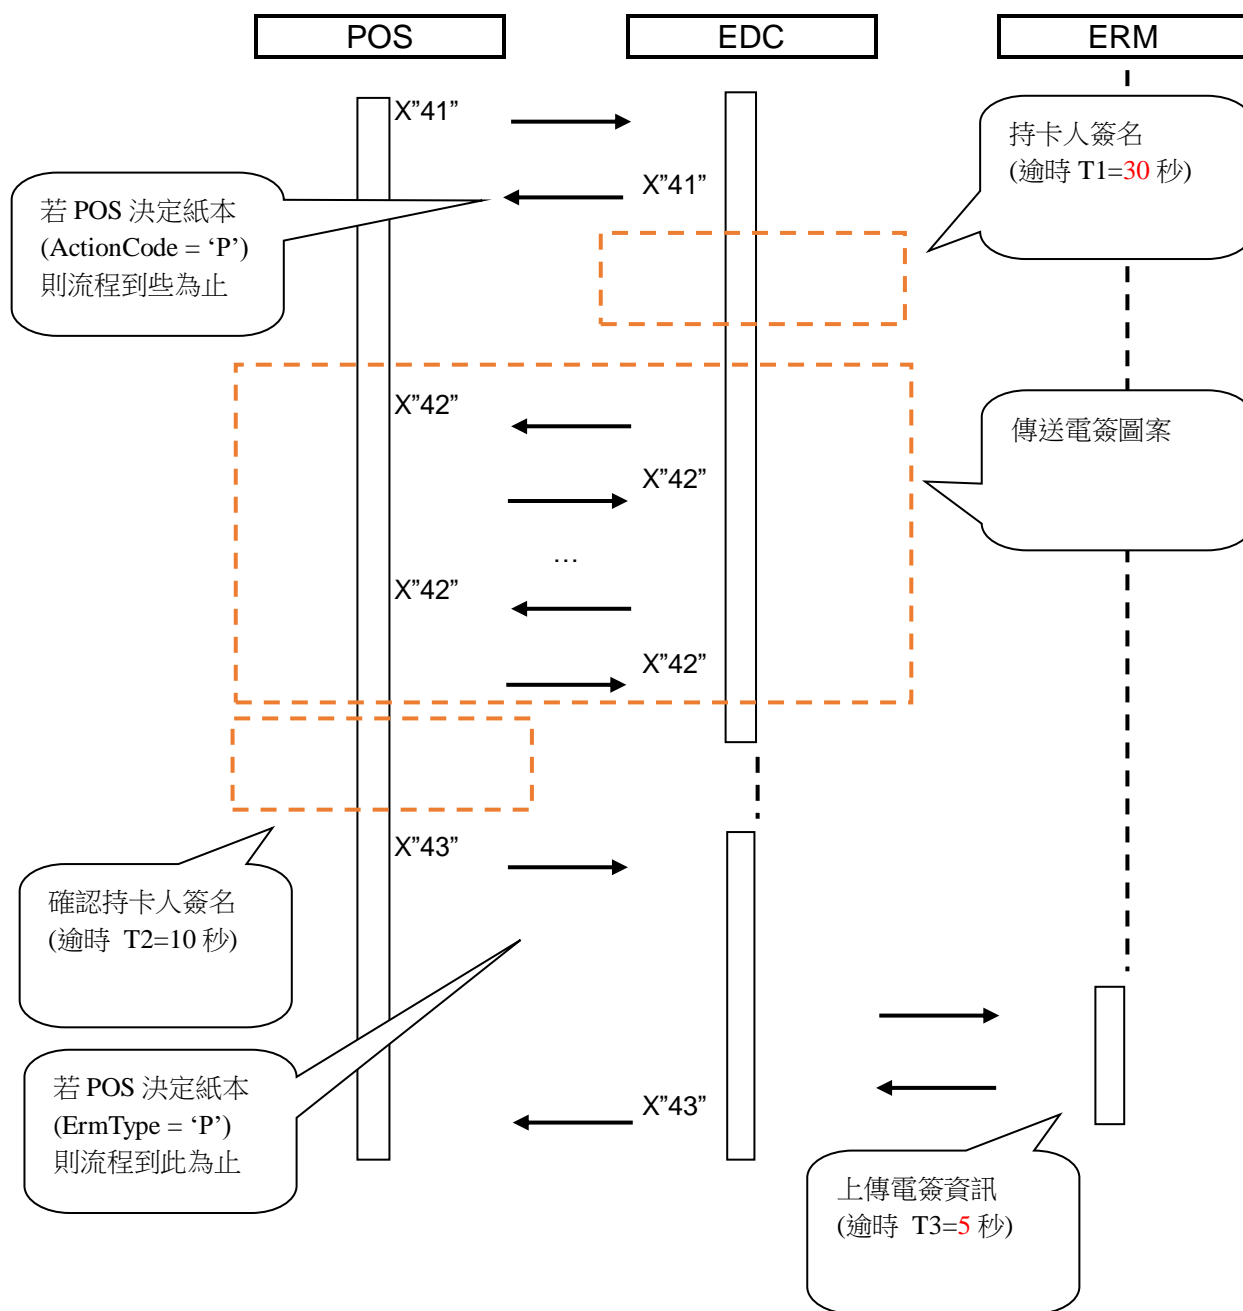 POS
EDC
ERM
X”41”
持卡人簽名
(逾時 T1=30 秒)
X”41”
若 POS 決定紙本
(ActionCode = ‘P’)
則流程到些為止
X”42”
傳送電簽圖案
X”42”
…
X”42”
X”42”
X”43”
確認持卡人簽名
(逾時 T2=10 秒)
若 POS 決定紙本
(ErmType = ‘P’)
則流程到此為止
X”43”
上傳電簽資訊
(逾時 T3=5 秒)